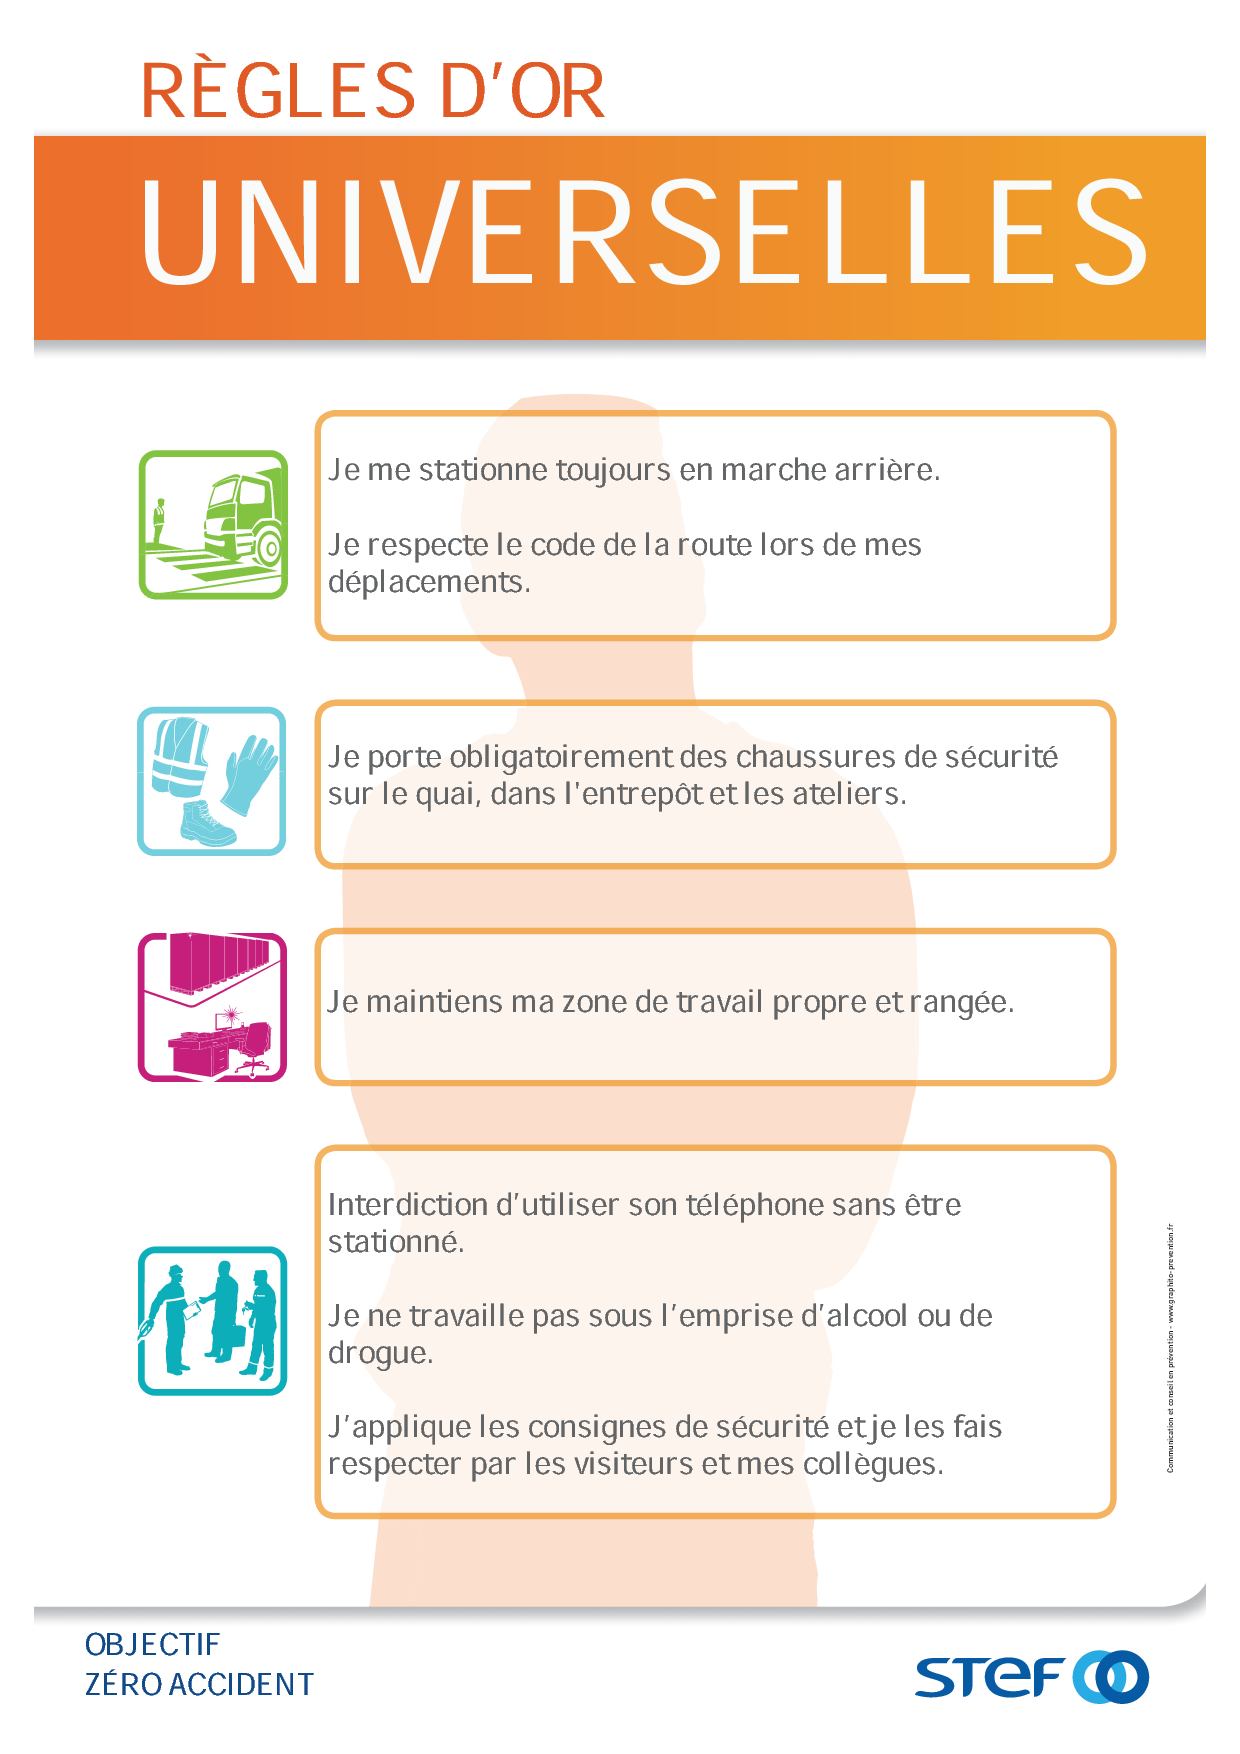 RÈGLES D’OR
UNIVERSELLES
Je me stationne toujours en marche arrière.
Je respecte le code de la route lors de mes
déplacements.
Je porte obligatoirement des chaussures de sécurité
sur le quai, dans l'entrepôt et les ateliers.
Je maintiens ma zone de travail propre et rangée.
Interdiction d’utiliser son téléphone sans être
stationné.
Je ne travaille pas sous l’emprise d’alcool ou de
drogue.
J’applique les consignes de sécurité et je les fais
respecter par les visiteurs et mes collègues.
Communication et conseil en prévention - www.graphito-prevention.fr
OBJECTIF
ZÉRO ACCIDENT
STEF